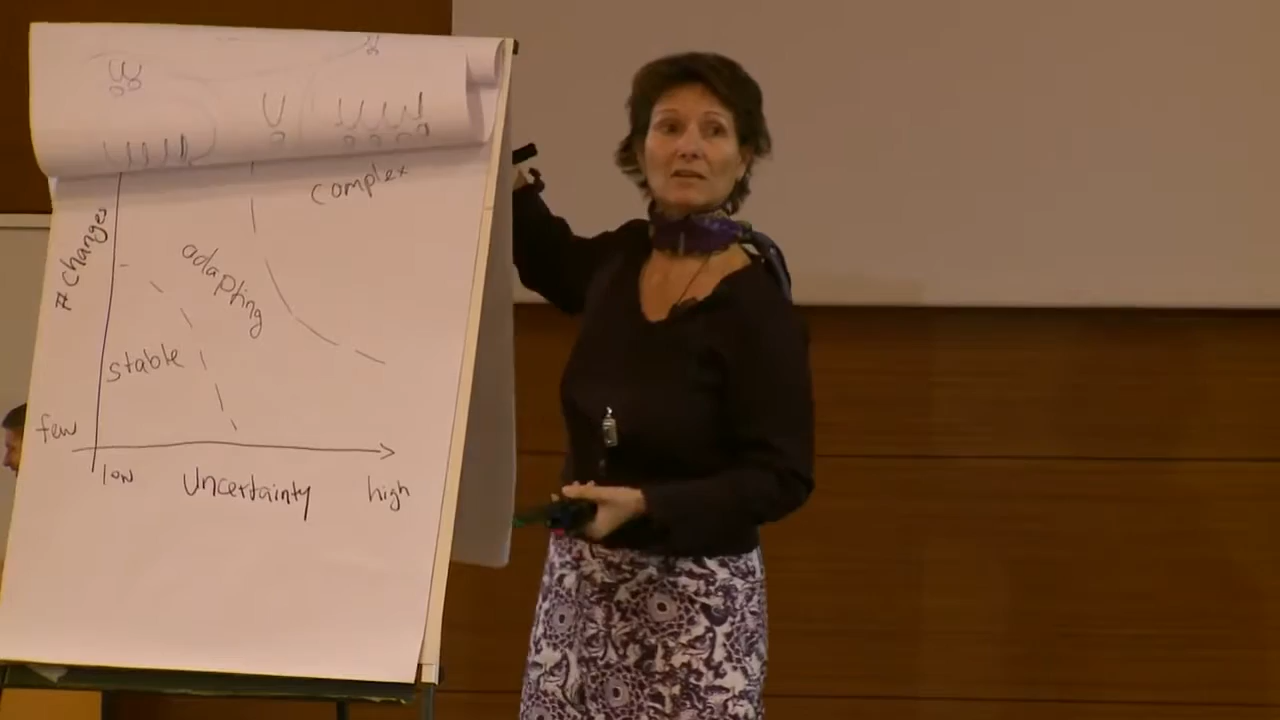 complex
# changes
adapting
stable
few
low
Uncertainty
high